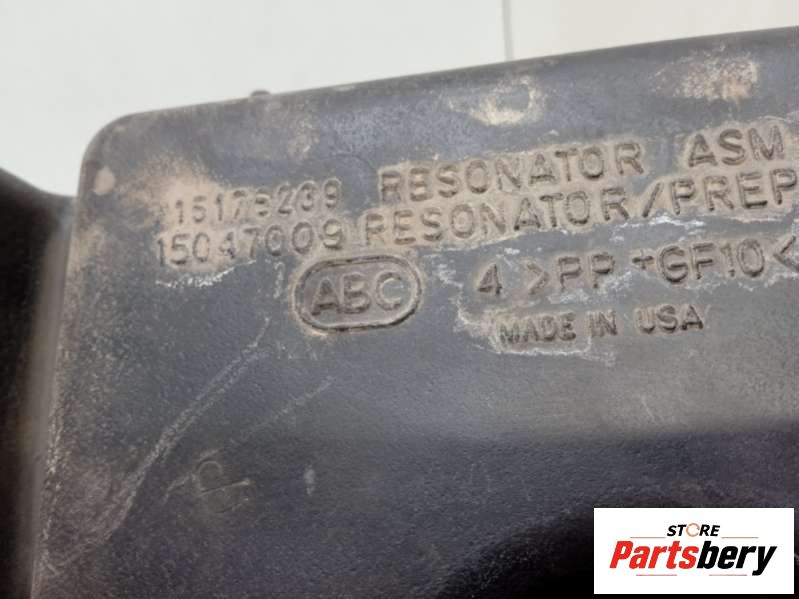 15178239 RESONATOR ASM
15047009 RESONATOR/PREP
ABC
4 >PP+GF10<
MADE IN USA
STORE
Partsbery